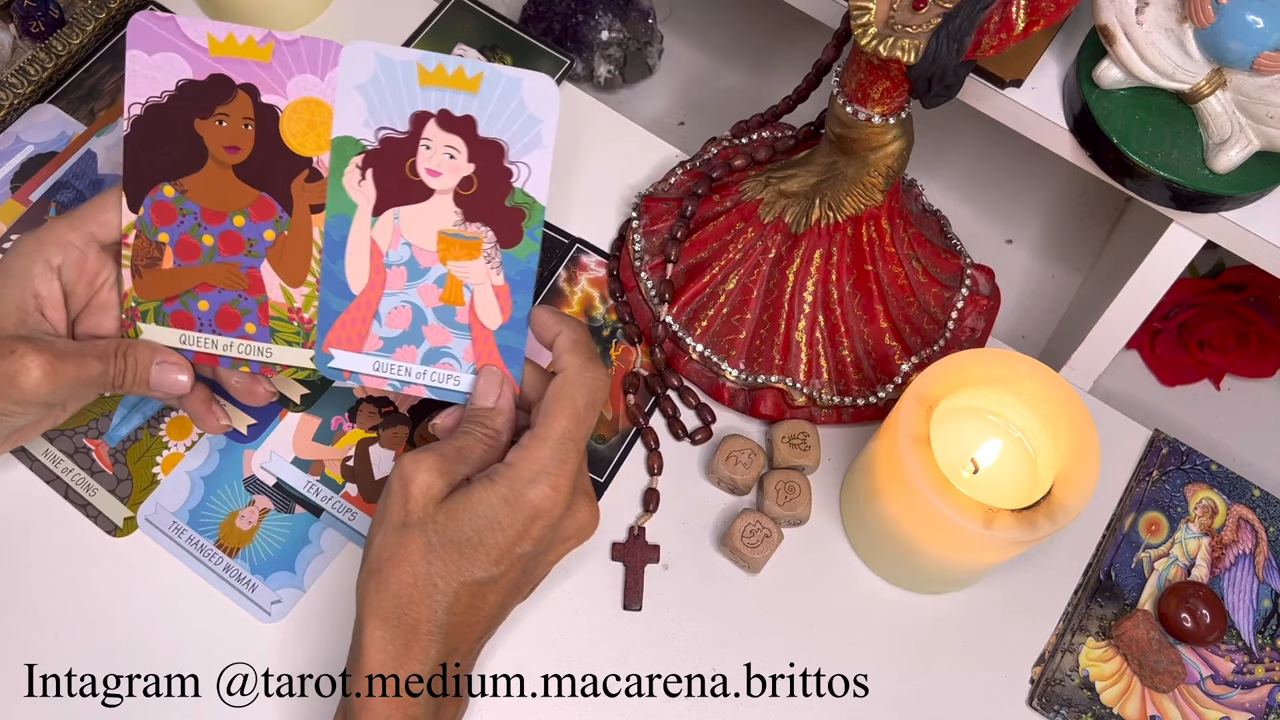 QUEEN of COINS
QUEEN of CUPS
NINE of COINS
TEN of CUPS
THE HANGED WOMAN
Intagram @tarot.medium.macarena.brittos